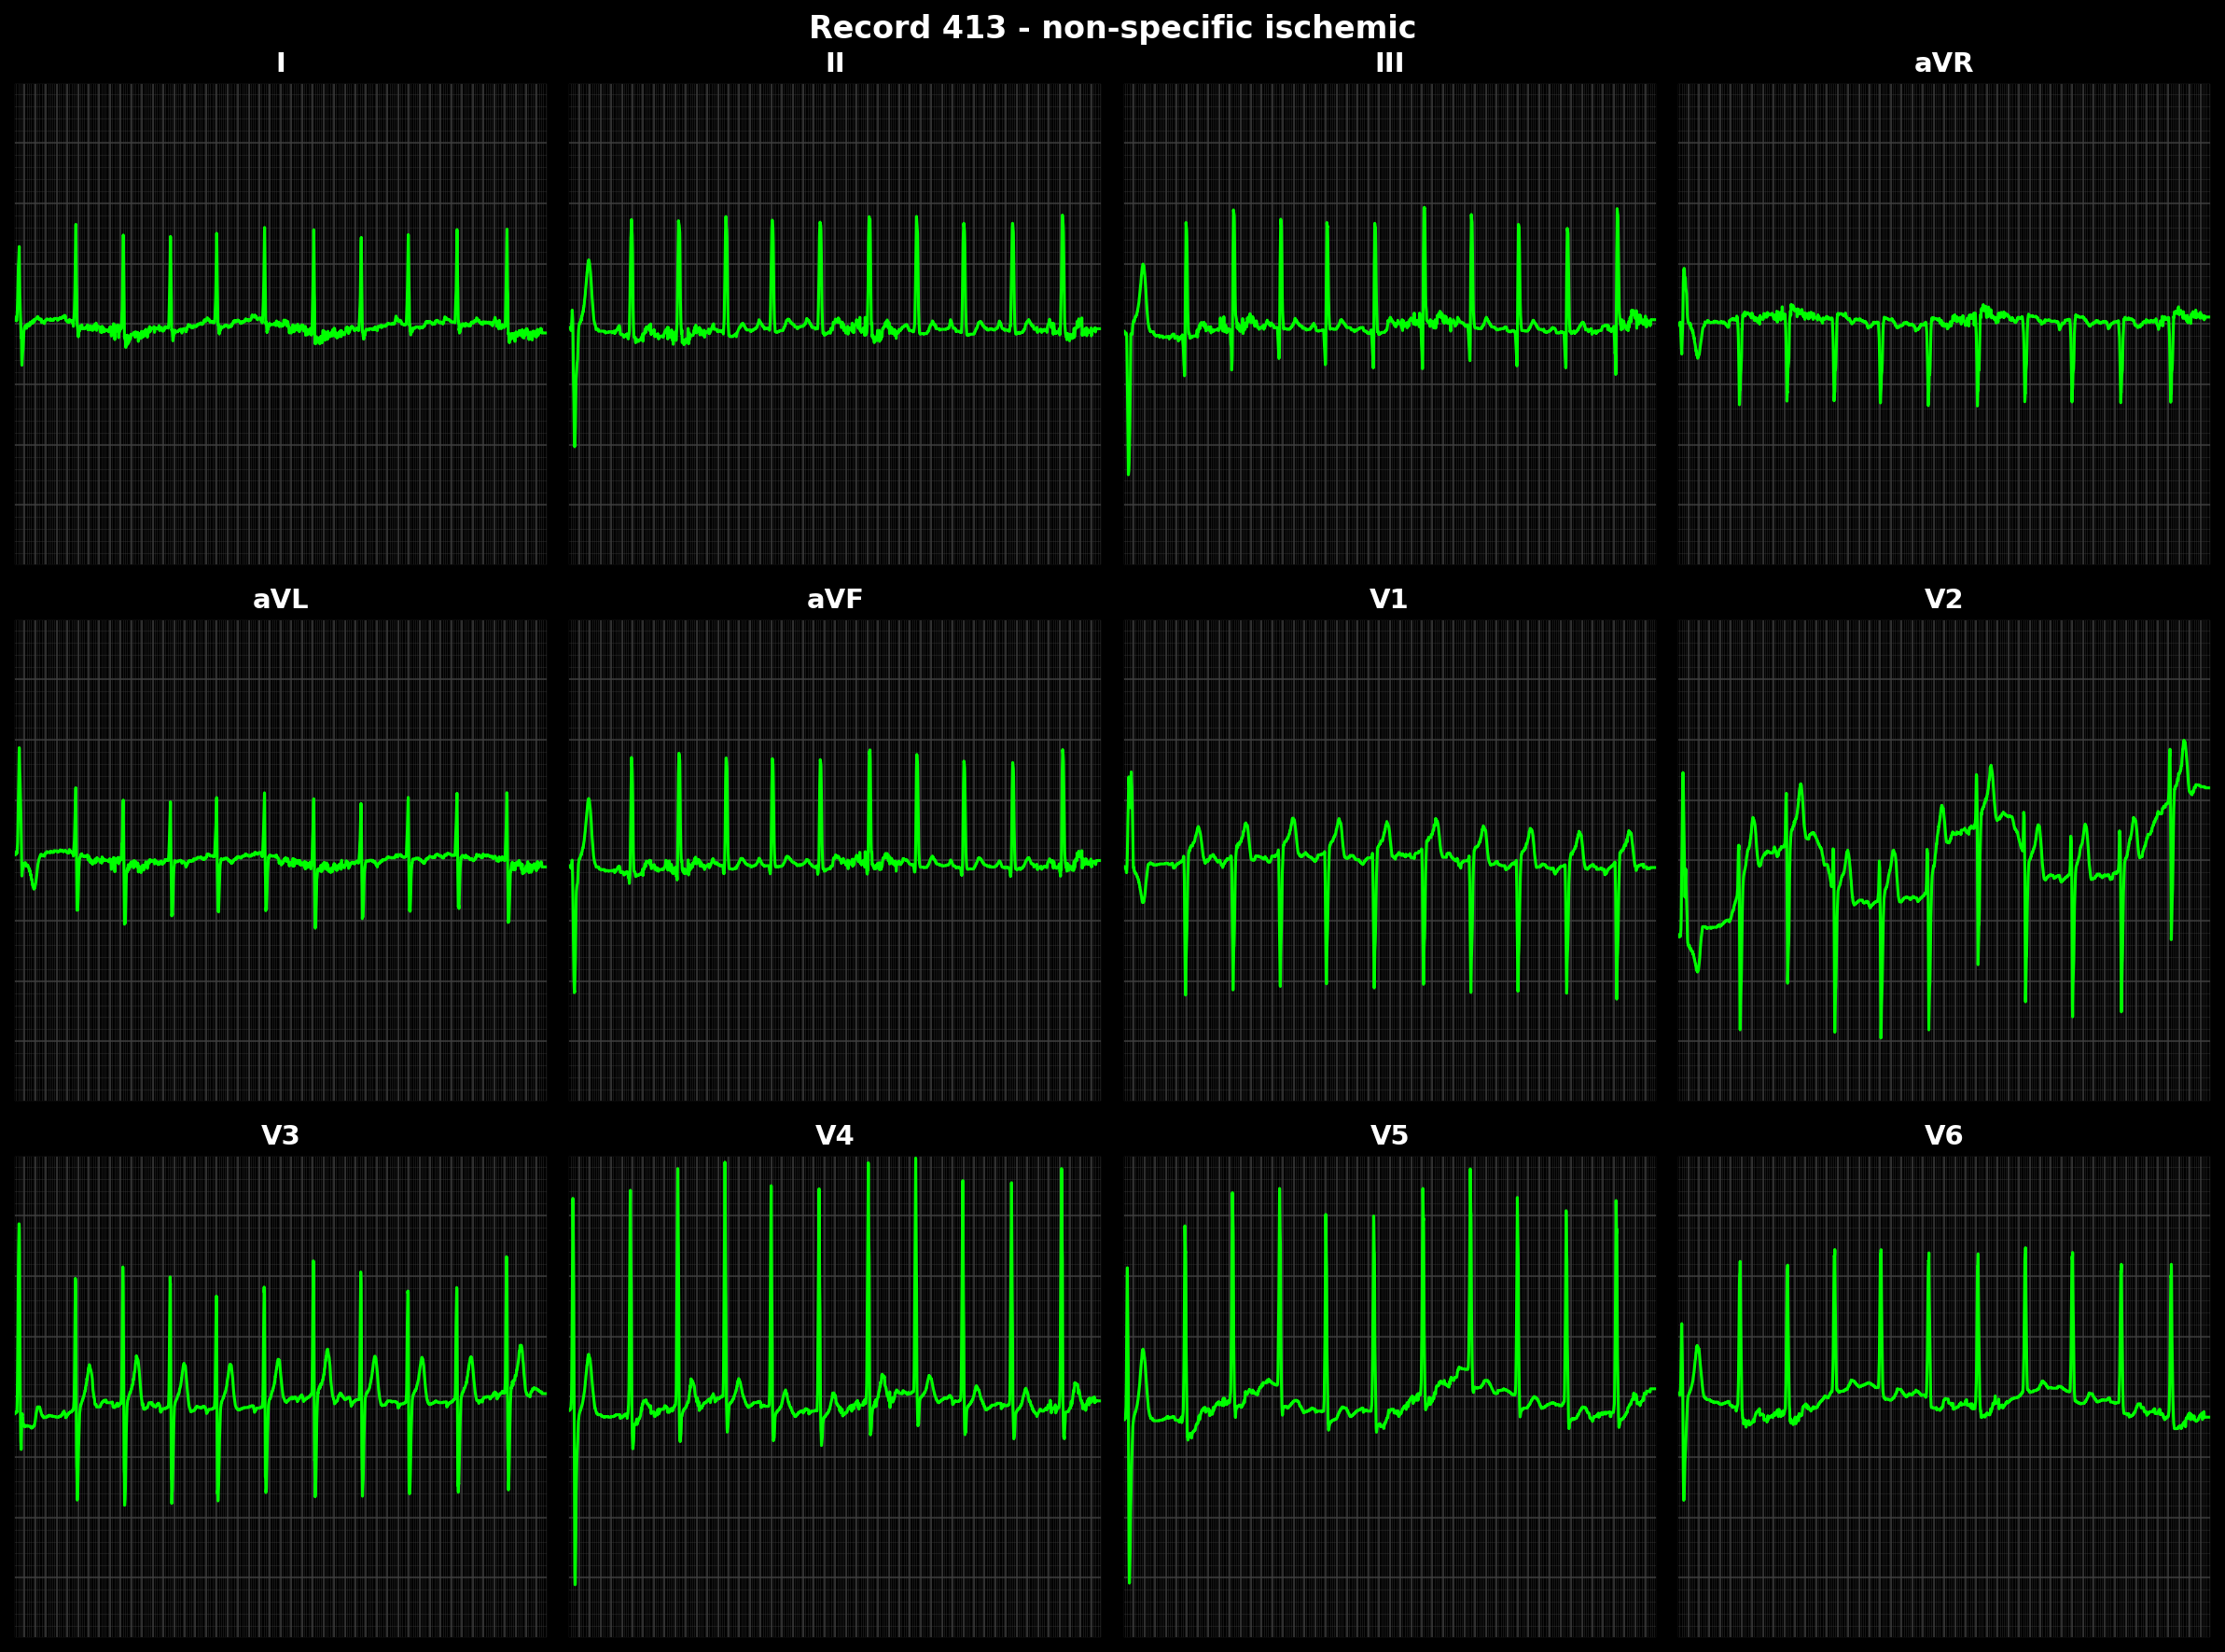 Record 413 - non-specific ischemic
I II III aVR
aVL aVF V1 V2
V3 V4 V5 V6